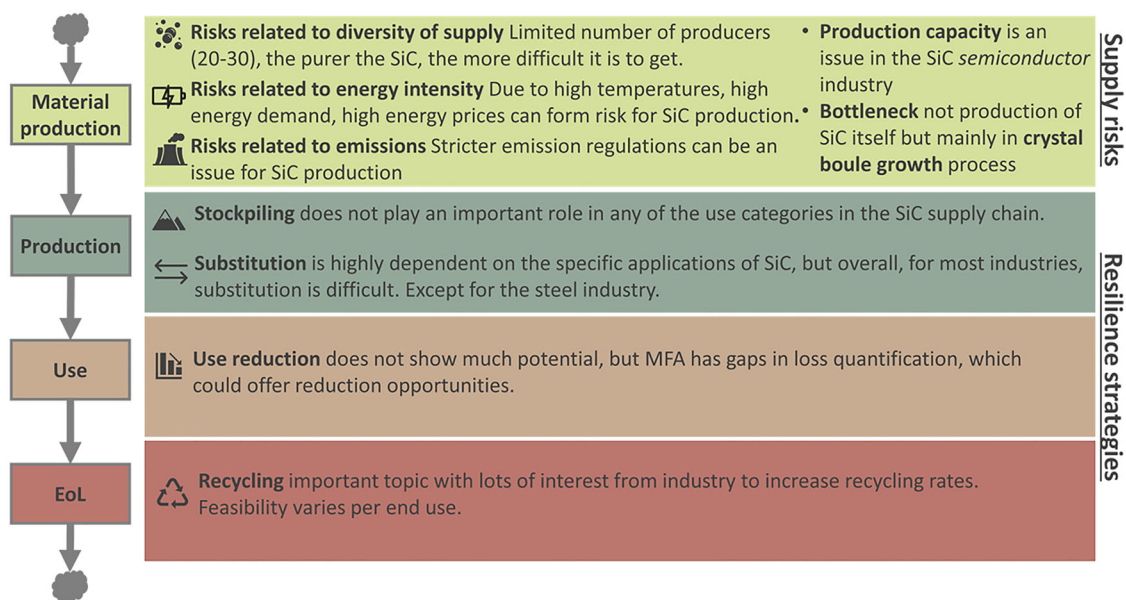 Material
production
Risks related to diversity of supply Limited number of producers
(20-30), the purer the SiC, the more difficult it is to get.
Risks related to energy intensity Due to high temperatures, high
energy demand, high energy prices can form risk for SiC production.
Risks related to emissions Stricter emission regulations can be an
issue for SiC production
• Production capacity is an
issue in the SiC semiconductor
industry
• Bottleneck not production of
SiC itself but mainly in crystal
boule growth process
Supply risks
Production
Stockpiling does not play an important role in any of the use categories in the SiC supply chain.
Substitution is highly dependent on the specific applications of SiC, but overall, for most industries,
substitution is difficult. Except for the steel industry.
Use
Use reduction does not show much potential, but MFA has gaps in loss quantification, which
could offer reduction opportunities.
EoL
Recycling important topic with lots of interest from industry to increase recycling rates.
Feasibility varies per end use.
Resilience strategies